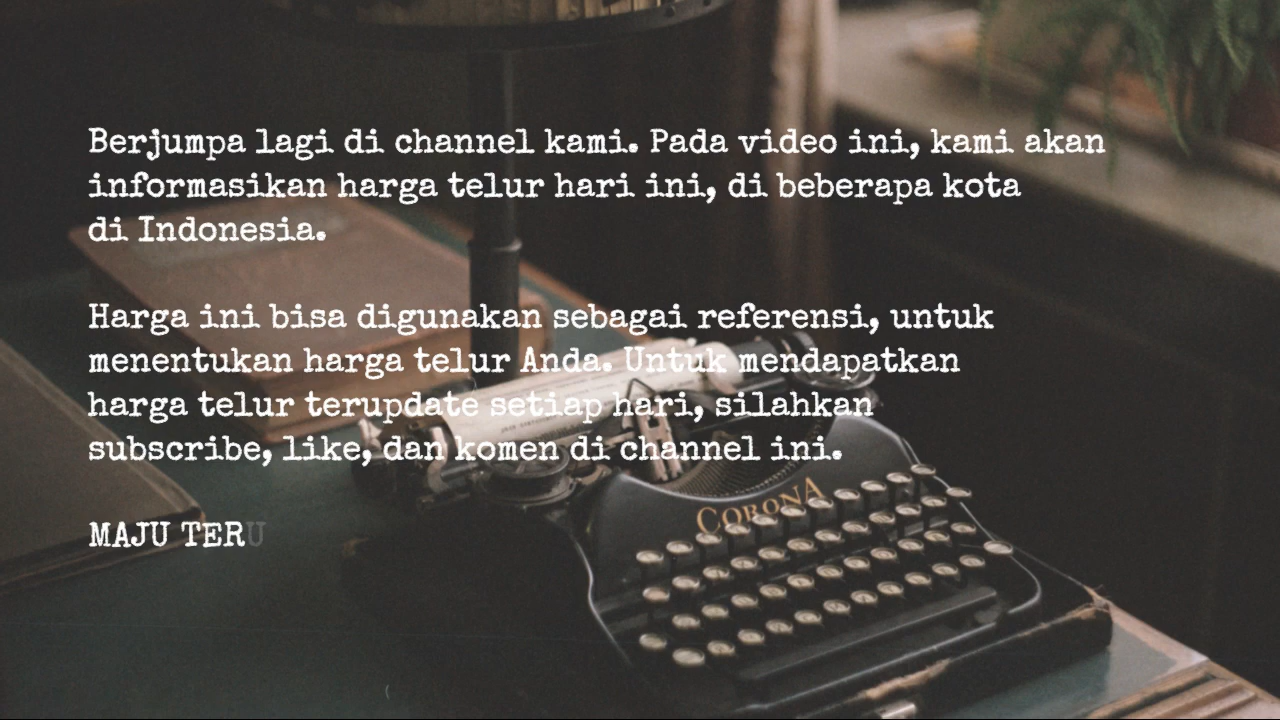 Berjumpa lagi di channel kami. Pada video ini, kami akan
informasikan harga telur hari ini, di beberapa kota
di Indonesia.
Harga ini bisa digunakan sebagai referensi, untuk
menentukan harga telur Anda. Untuk mendapatkan
harga telur terupdate setiap hari, silahkan
subscribe, like, dan komen di channel ini.
MAJU TERU
CORONA